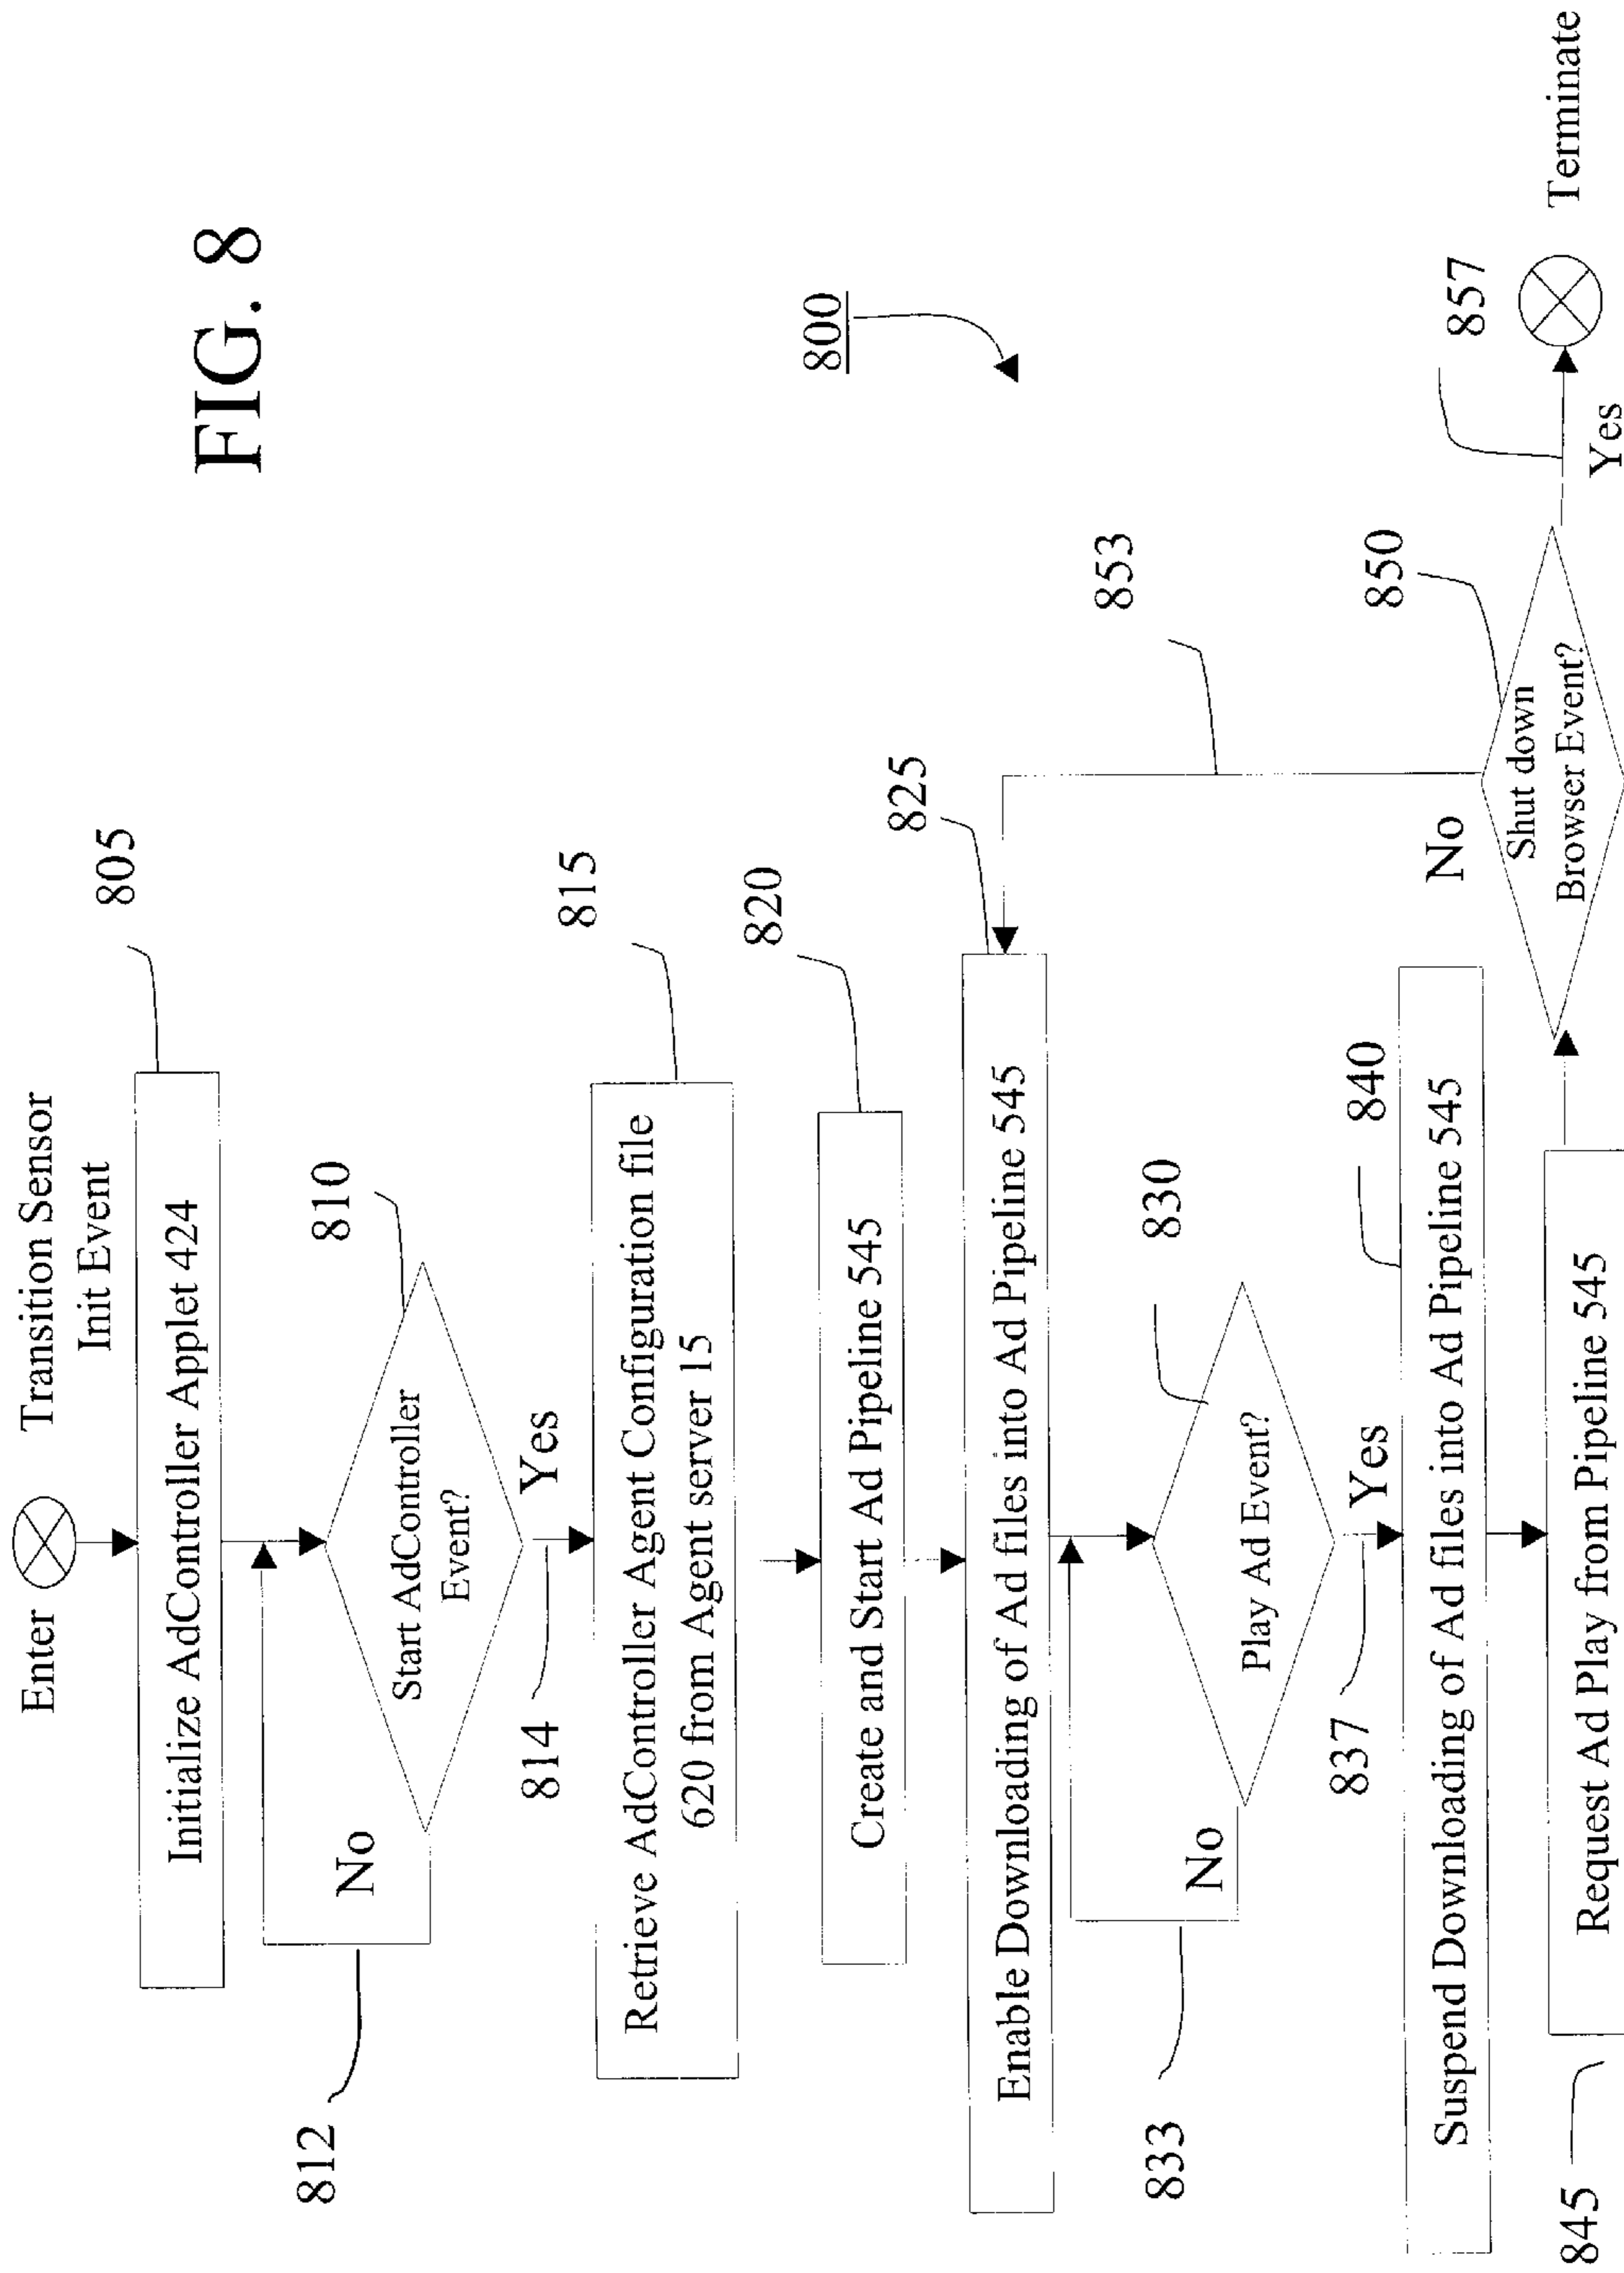 FIG. 8
800
Enter
Transition Sensor
Init Event
805
Initialize AdController Applet 424
810
Start AdController
Event?
No
812
Yes
814
815
Retrieve AdController Agent Configuration file
620 from Agent server 15
820
Create and Start Ad Pipeline 545
825
Enable Downloading of Ad files into Ad Pipeline 545
830
Play Ad Event?
No
833
Yes
837
840
Suspend Downloading of Ad files into Ad Pipeline 545
845
Request Ad Play from Pipeline 545
850
Shut down
Browser Event?
No
853
Yes
857
Terminate